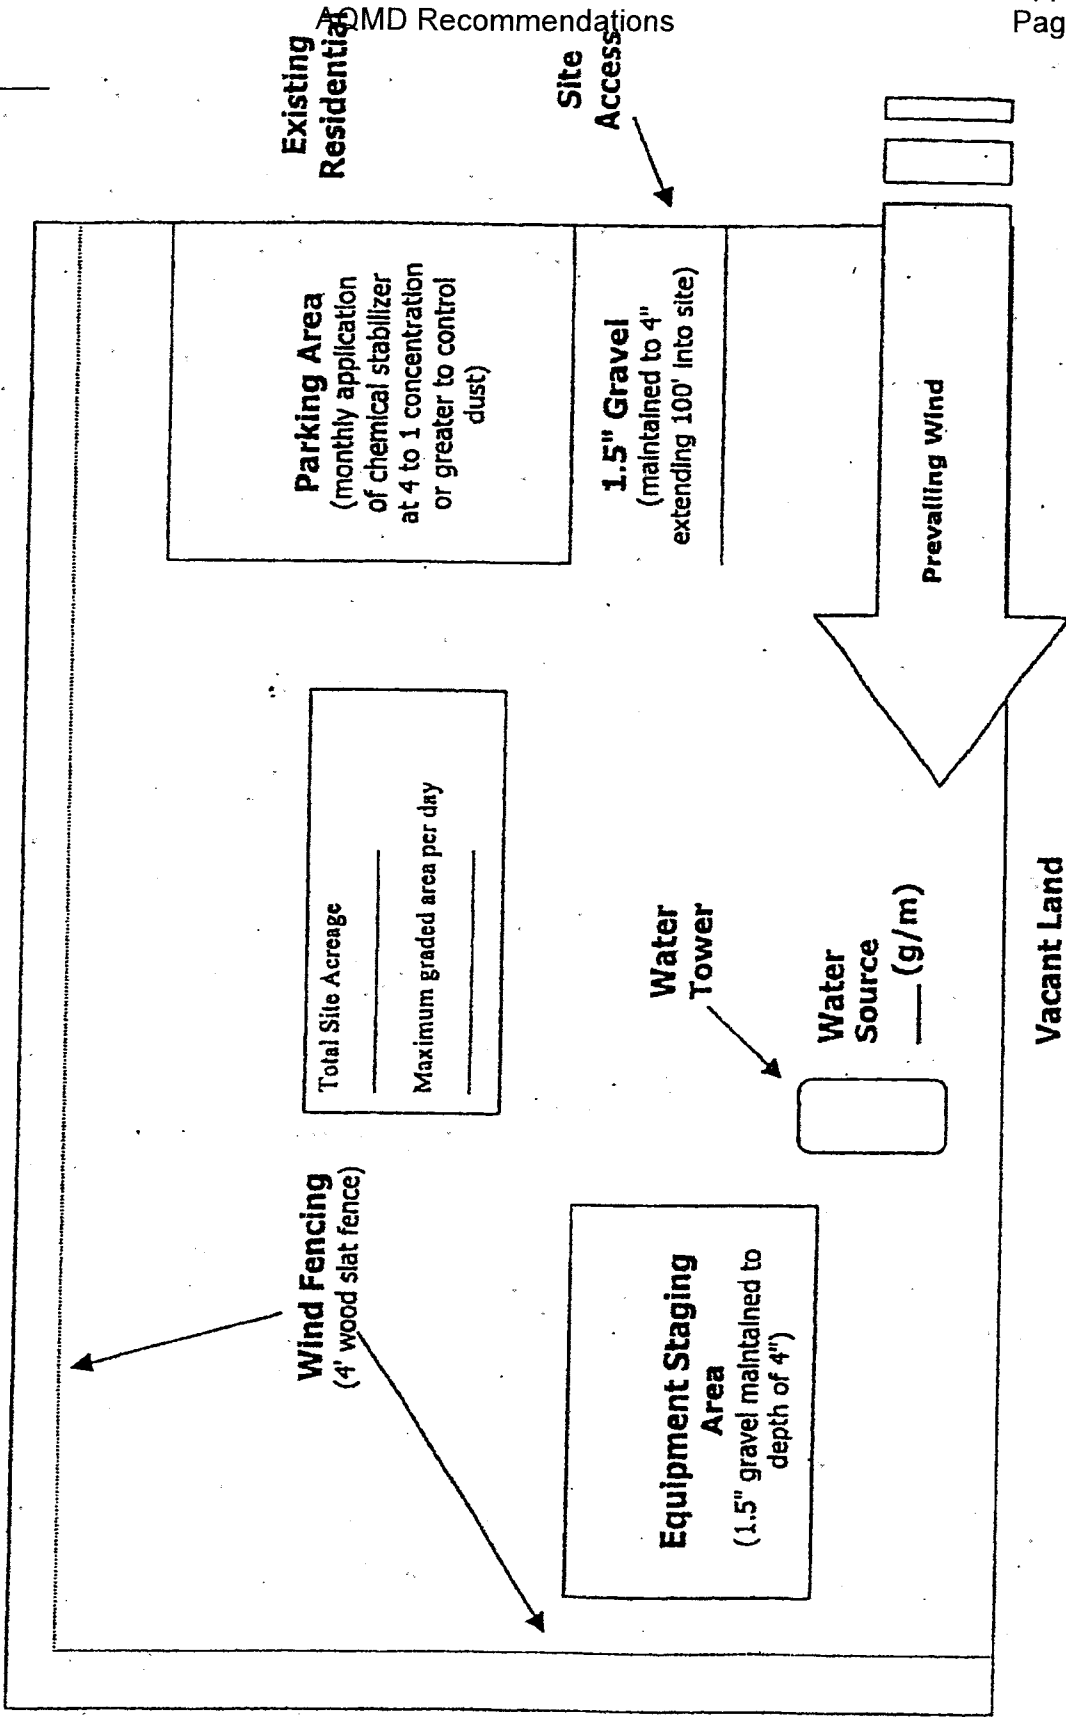 AQMD Recommendations
Pag
Existing
Residential
Site
Access
Parking Area
(monthly application
of chemical stabilizer
at 4 to 1 concentration
or greater to control
dust)
1.5" Gravel
(maintained to 4"
extending 100' into site)
Prevailing Wind
Total Site Acreage
Maximum graded area per day
Water
Tower
Water
Source
____ (g/m)
Vacant Land
Wind Fencing
(4' wood slat fence)
Equipment Staging
Area
(1.5" gravel maintained to
depth of 4")